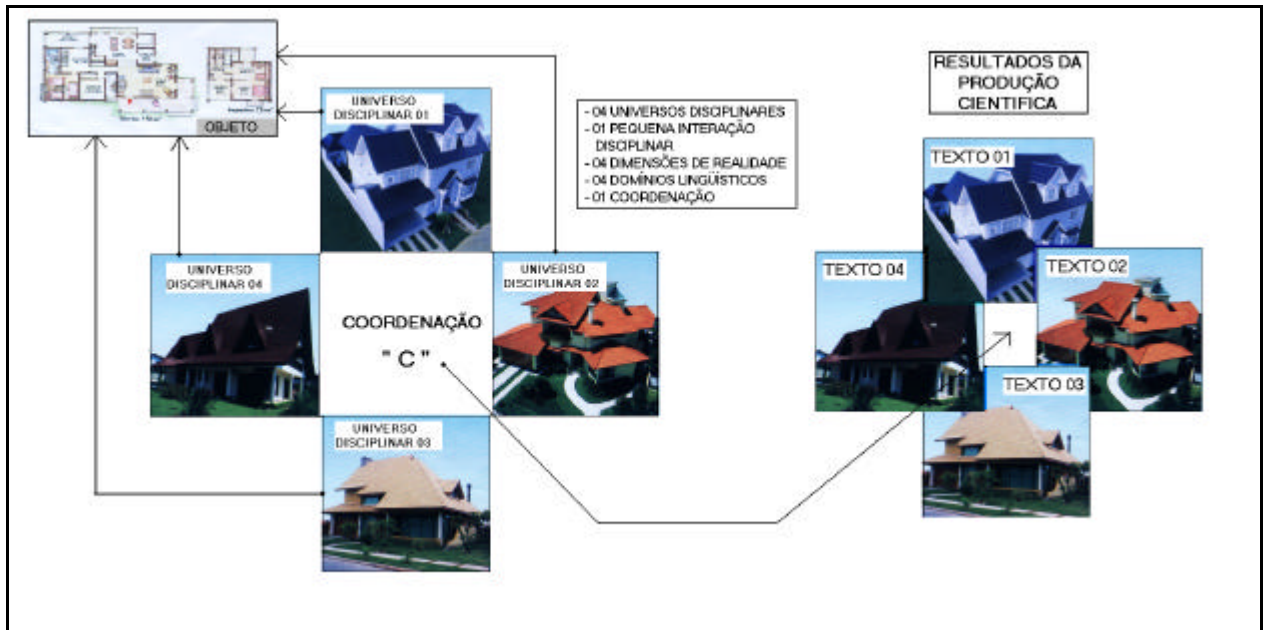 OBJETO
UNIVERSO
DISCIPLINAR 01
- 04 UNIVERSOS DISCIPLINARES
- 01 PEQUENA INTERAÇÃO
DISCIPLINAR
- 04 DIMENSÕES DE REALIDADE
- 04 DOMÍNIOS LINGÜÍSTICOS
- 01 COORDENAÇÃO
UNIVERSO
DISCIPLINAR 04
COORDENAÇÃO
" C "
UNIVERSO
DISCIPLINAR 02
UNIVERSO
DISCIPLINAR 03
RESULTADOS DA
PRODUÇÃO
CIENTIFICA
TEXTO 01
TEXTO 04
TEXTO 02
TEXTO 03